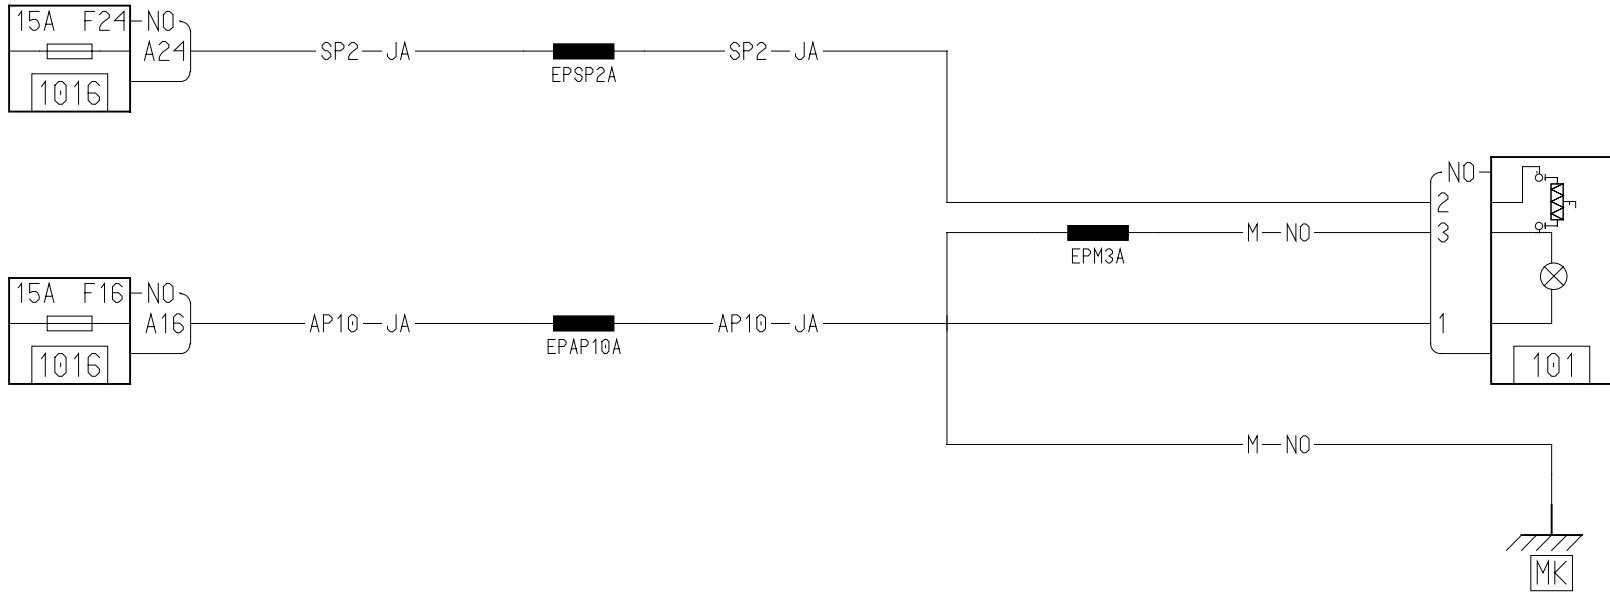 15A F24 NO
A24
1016
SP2 JA
EPSP2A
SP2 JA
NO
2
3
1
101
M NO
EPM3A
15A F16 NO
A16
1016
AP10 JA
EPAP10A
AP10 JA
M NO
MK